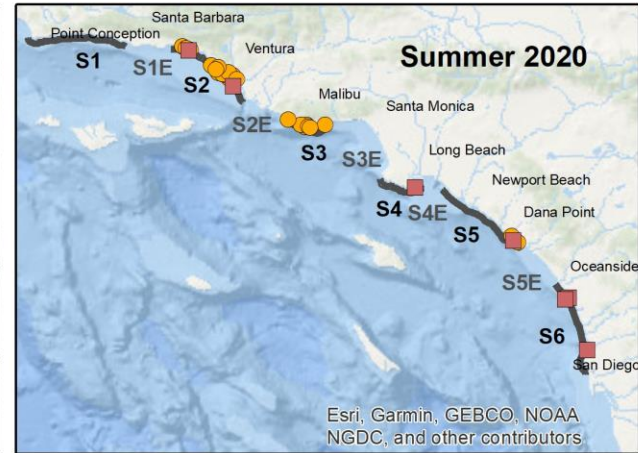 Santa Barbara
Point Conception
S1
S1E
Ventura
Summer 2020
S2
Malibu
S2E
Santa Monica
S3
S3E
Long Beach
Newport Beach
S4
S4E
Dana Point
S5
S5E
Oceanside
S6
San Diego
Esri, Garmin, GEBCO, NOAA
NGDC, and other contributors